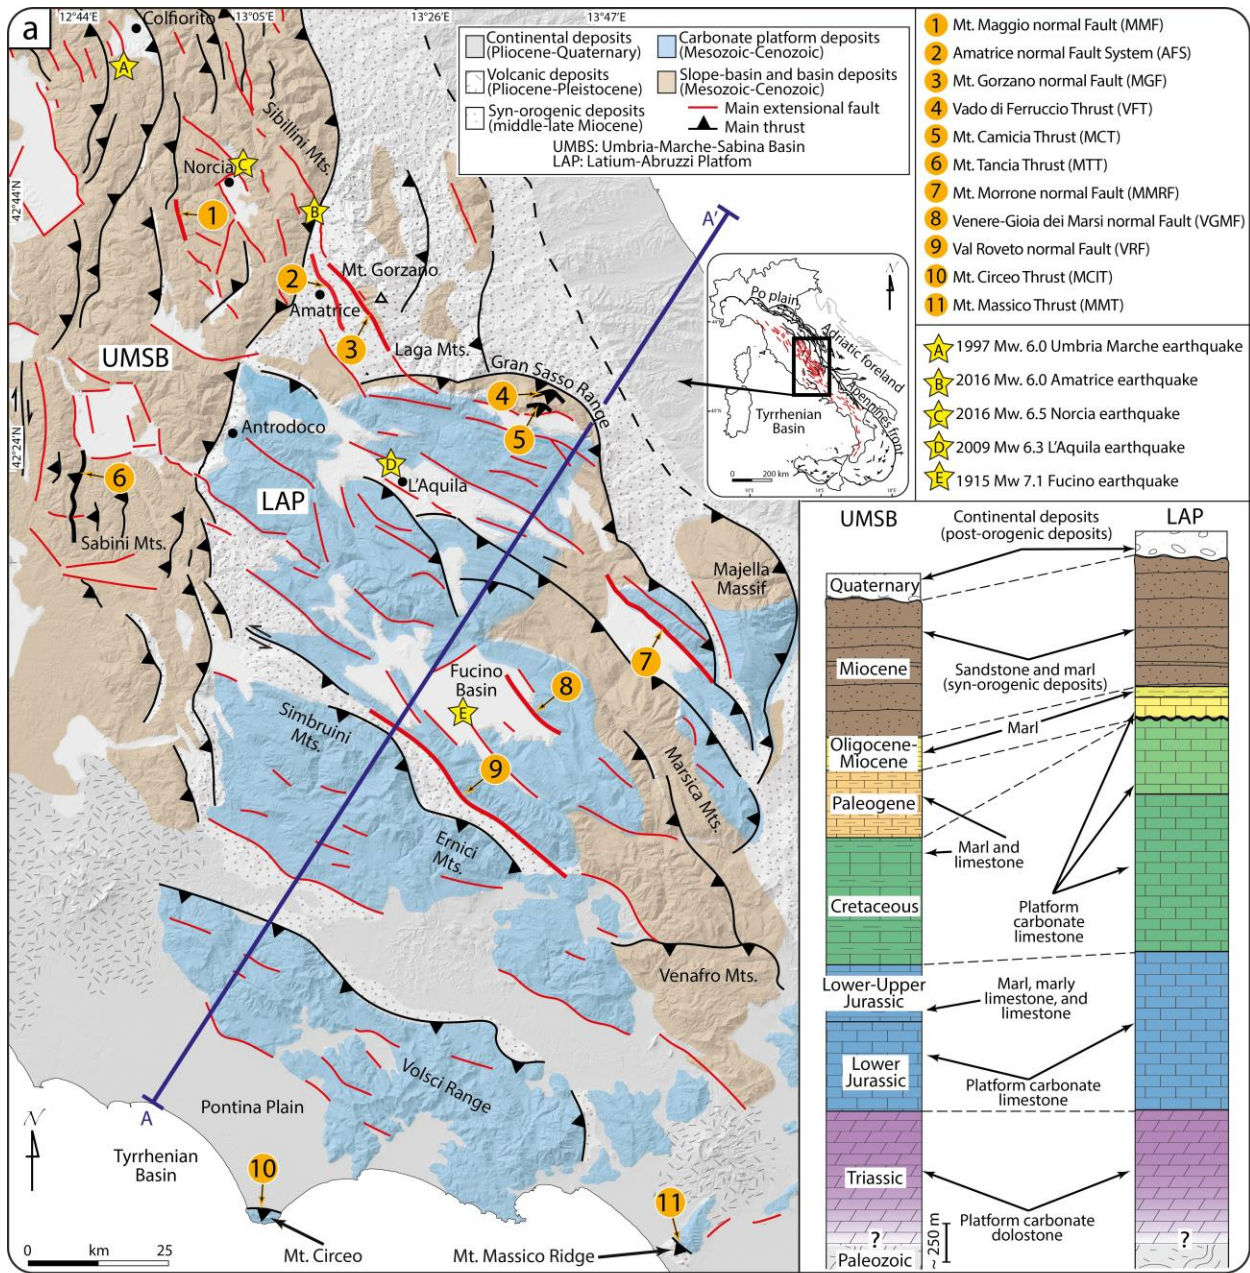 a
12°44'E
13°05'E
13°26'E
13°47'E
42°44'N
42°24'N
Continental deposits
(Pliocene-Quaternary)
Volcanic deposits
(Pliocene-Pleistocene)
Syn-orogenic deposits
(middle-late Miocene)
Carbonate platform deposits
(Mesozoic-Cenozoic)
Slope-basin and basin deposits
(Mesozoic-Cenozoic)
Main extensional fault
Main thrust
UMBS: Umbria-Marche-Sabina Basin
LAP: Latium-Abruzzi Platfom
1 Mt. Maggio normal Fault (MMF)
2 Amatrice normal Fault System (AFS)
3 Mt. Gorzano normal Fault (MGF)
4 Vado di Ferruccio Thrust (VFT)
5 Mt. Camicia Thrust (MCT)
6 Mt. Tancia Thrust (MTT)
7 Mt. Morrone normal Fault (MMRF)
8 Venere-Gioia dei Marsi normal Fault (VGMF)
9 Val Roveto normal Fault (VRF)
10 Mt. Circeo Thrust (MCIT)
11 Mt. Massico Thrust (MMT)
A 1997 Mw. 6.0 Umbria Marche earthquake
B 2016 Mw. 6.0 Amatrice earthquake
C 2016 Mw. 6.5 Norcia earthquake
D 2009 Mw 6.3 L'Aquila earthquake
E 1915 Mw 7.1 Fucino earthquake
Colfiorito
A
Sibillini Mts.
Norcia
C
B
1
2
Mt. Gorzano
Amatrice
3
Laga Mts.
UMSB
Gran Sasso Range
4
5
Antrodoco
D
L'Aquila
LAP
6
Sabini Mts.
Majella
Massif
7
Fucino
Basin
E
8
Simbruini
Mts.
9
Marsica Mts.
Ernici
Mts.
Venafro Mts.
Volsci Range
A
A'
Pontina Plain
Tyrrhenian
Basin
10
11
Mt. Circeo
Mt. Massico Ridge
N
0 km 25
N
Po plain
Adriatic foreland
Apennines front
Tyrrhenian
Basin
0 200 km
UMSB
LAP
Continental deposits
(post-orogenic deposits)
Quaternary
Miocene
Sandstone and marl
(syn-orogenic deposits)
Marl
Oligocene-
Miocene
Paleogene
Marl and
limestone
Cretaceous
Platform
carbonate
limestone
Lower-Upper
Jurassic
Marl, marly
limestone, and
limestone
Lower
Jurassic
Platform carbonate
limestone
Triassic
Platform carbonate
dolostone
?
?
Paleozoic
~ 250 m